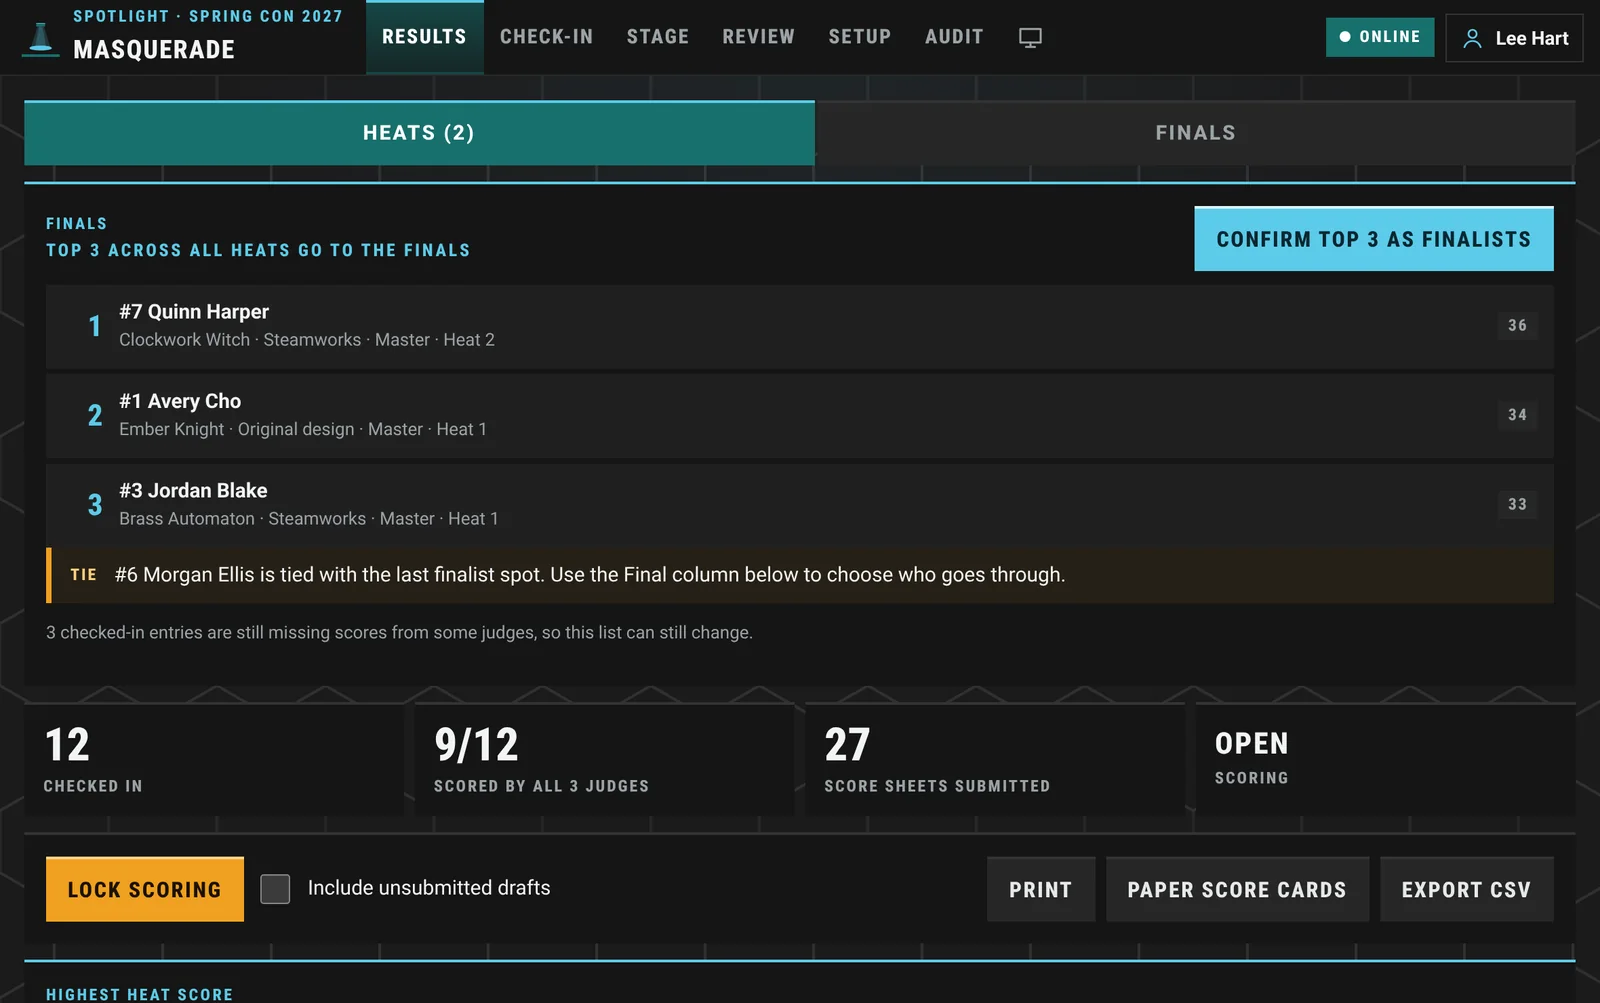 SPOTLIGHT · SPRING CON 2027
MASQUERADE
RESULTS
CHECK-IN
STAGE
REVIEW
SETUP
AUDIT
ONLINE
Lee Hart
HEATS (2)
FINALS
FINALS
TOP 3 ACROSS ALL HEATS GO TO THE FINALS
CONFIRM TOP 3 AS FINALISTS
1
#7 Quinn Harper
Clockwork Witch · Steamworks · Master · Heat 2
36
2
#1 Avery Cho
Ember Knight · Original design · Master · Heat 1
34
3
#3 Jordan Blake
Brass Automaton · Steamworks · Master · Heat 1
33
TIE #6 Morgan Ellis is tied with the last finalist spot. Use the Final column below to choose who goes through.
3 checked-in entries are still missing scores from some judges, so this list can still change.
12
CHECKED IN
9/12
SCORED BY ALL 3 JUDGES
27
SCORE SHEETS SUBMITTED
OPEN
SCORING
LOCK SCORING
Include unsubmitted drafts
PRINT
PAPER SCORE CARDS
EXPORT CSV
HIGHEST HEAT SCORE